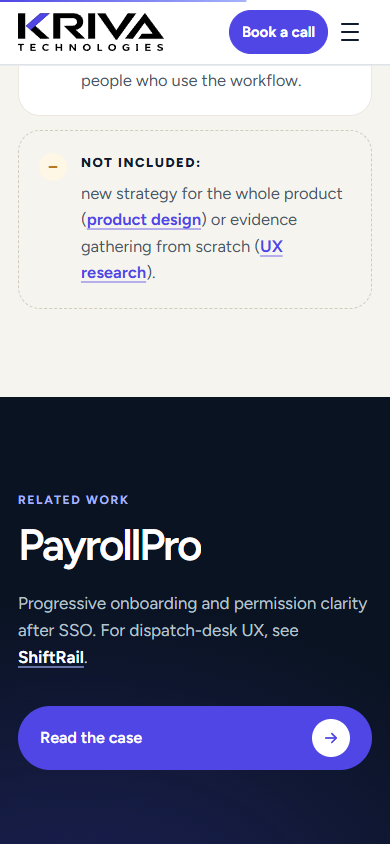 KRIVA
TECHNOLOGIES
Book a call
people who use the workflow.
NOT INCLUDED:
new strategy for the whole product
(product design) or evidence
gathering from scratch (UX
research).
RELATED WORK
PayrollPro
Progressive onboarding and permission clarity
after SSO. For dispatch-desk UX, see
ShiftRail.
Read the case